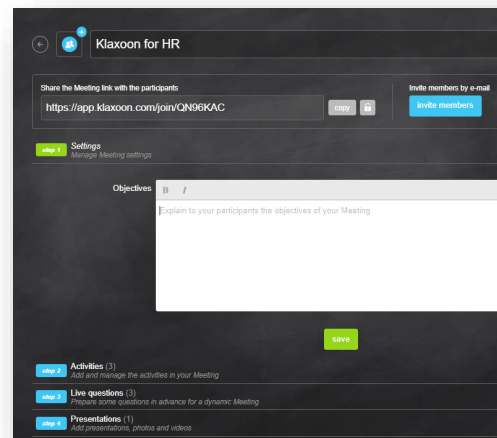 Klaxoon for HR
Share the Meeting link with the participants
Invite members by e-mail
https://app.klaxoon.com/join/QN96KAC
copy
invite members
step 1
Settings
Manage Meeting settings
Objectives
B I
Explain to your participants the objectives of your Meeting
save
step 2
Activities (3)
Add and manage the activities in your Meeting
step 3
Live questions (3)
Prepare some questions in advance for a dynamic Meeting
step 4
Presentations (1)
Add presentations, photos and videos